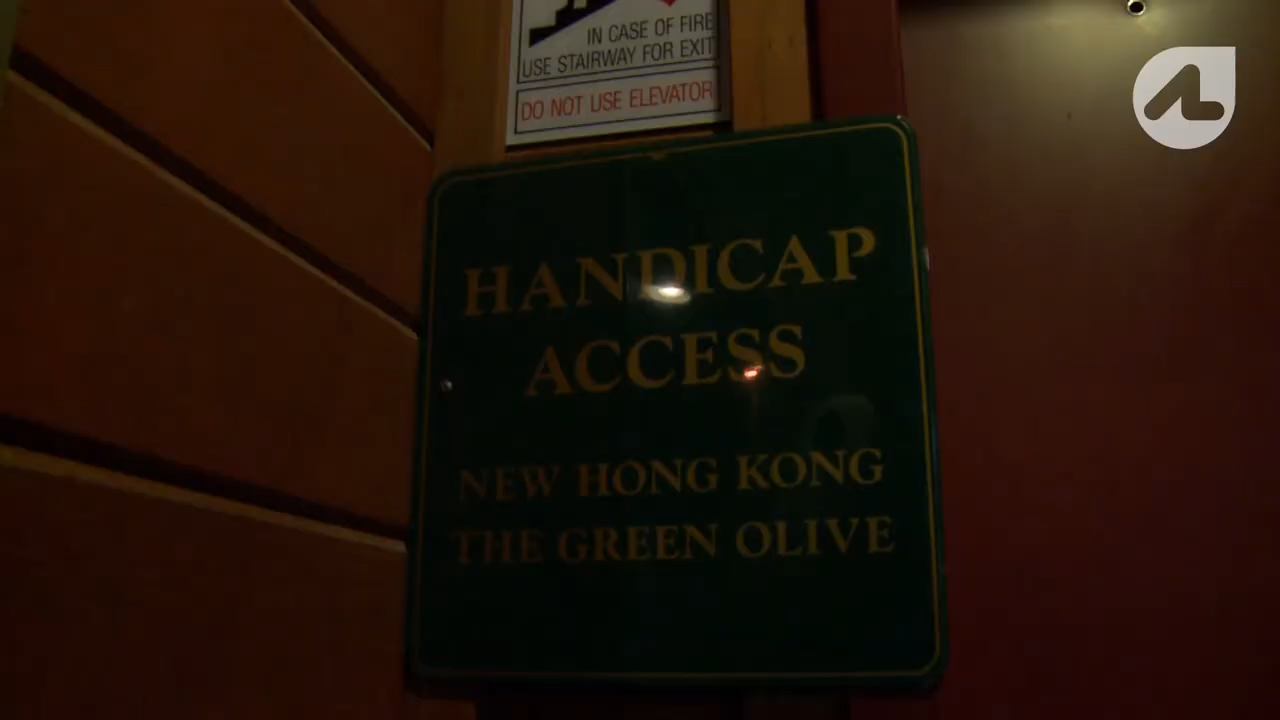 IN CASE OF FIRE
USE STAIRWAY FOR EXIT
DO NOT USE ELEVATOR
HANDICAP
ACCESS
NEW HONG KONG
THE GREEN OLIVE